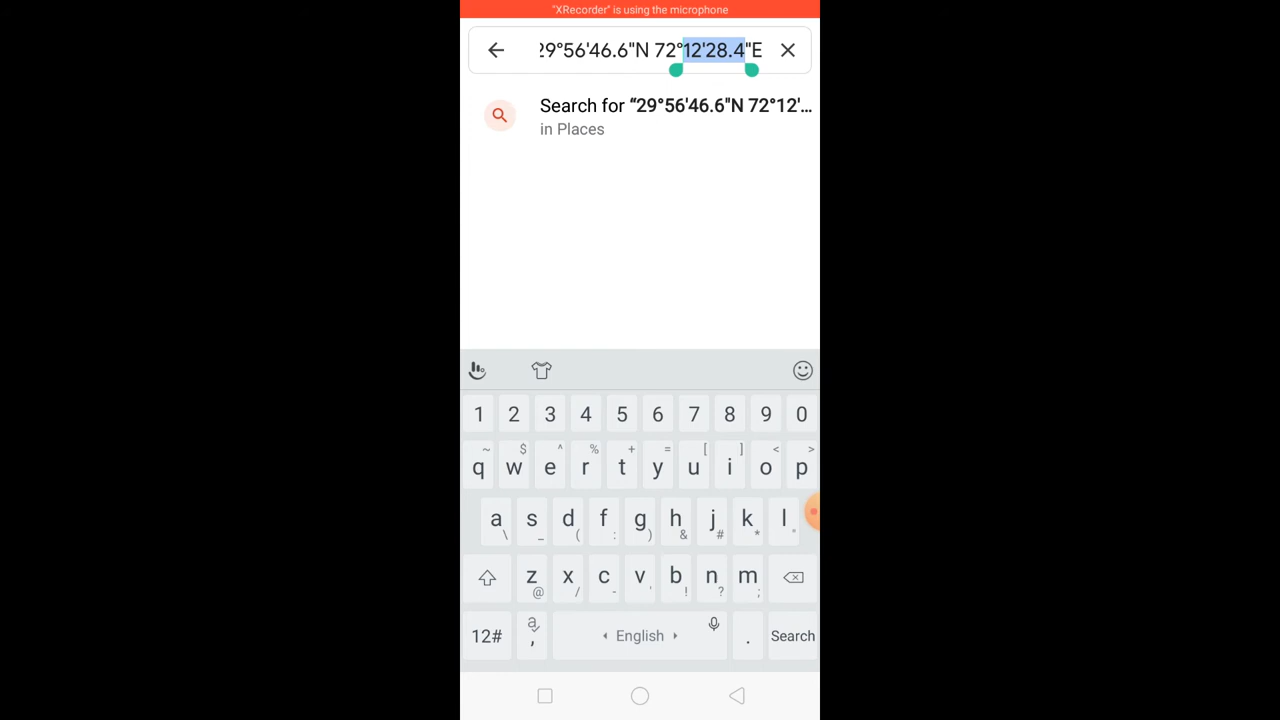 "XRecorder" is using the microphone
29°56'46.6"N 72°12'28.4"E
Search for “29°56'46.6"N 72°12'...
in Places
1 2 3 4 5 6 7 8 9 0
~ $ ^ % + = [ ] < >
q w e r t y u i o p
a s d f g h j k l
\ _ ( : ) & # * "
z x c v b n m
@ / - ' ! ? ;
12# a , English . Search